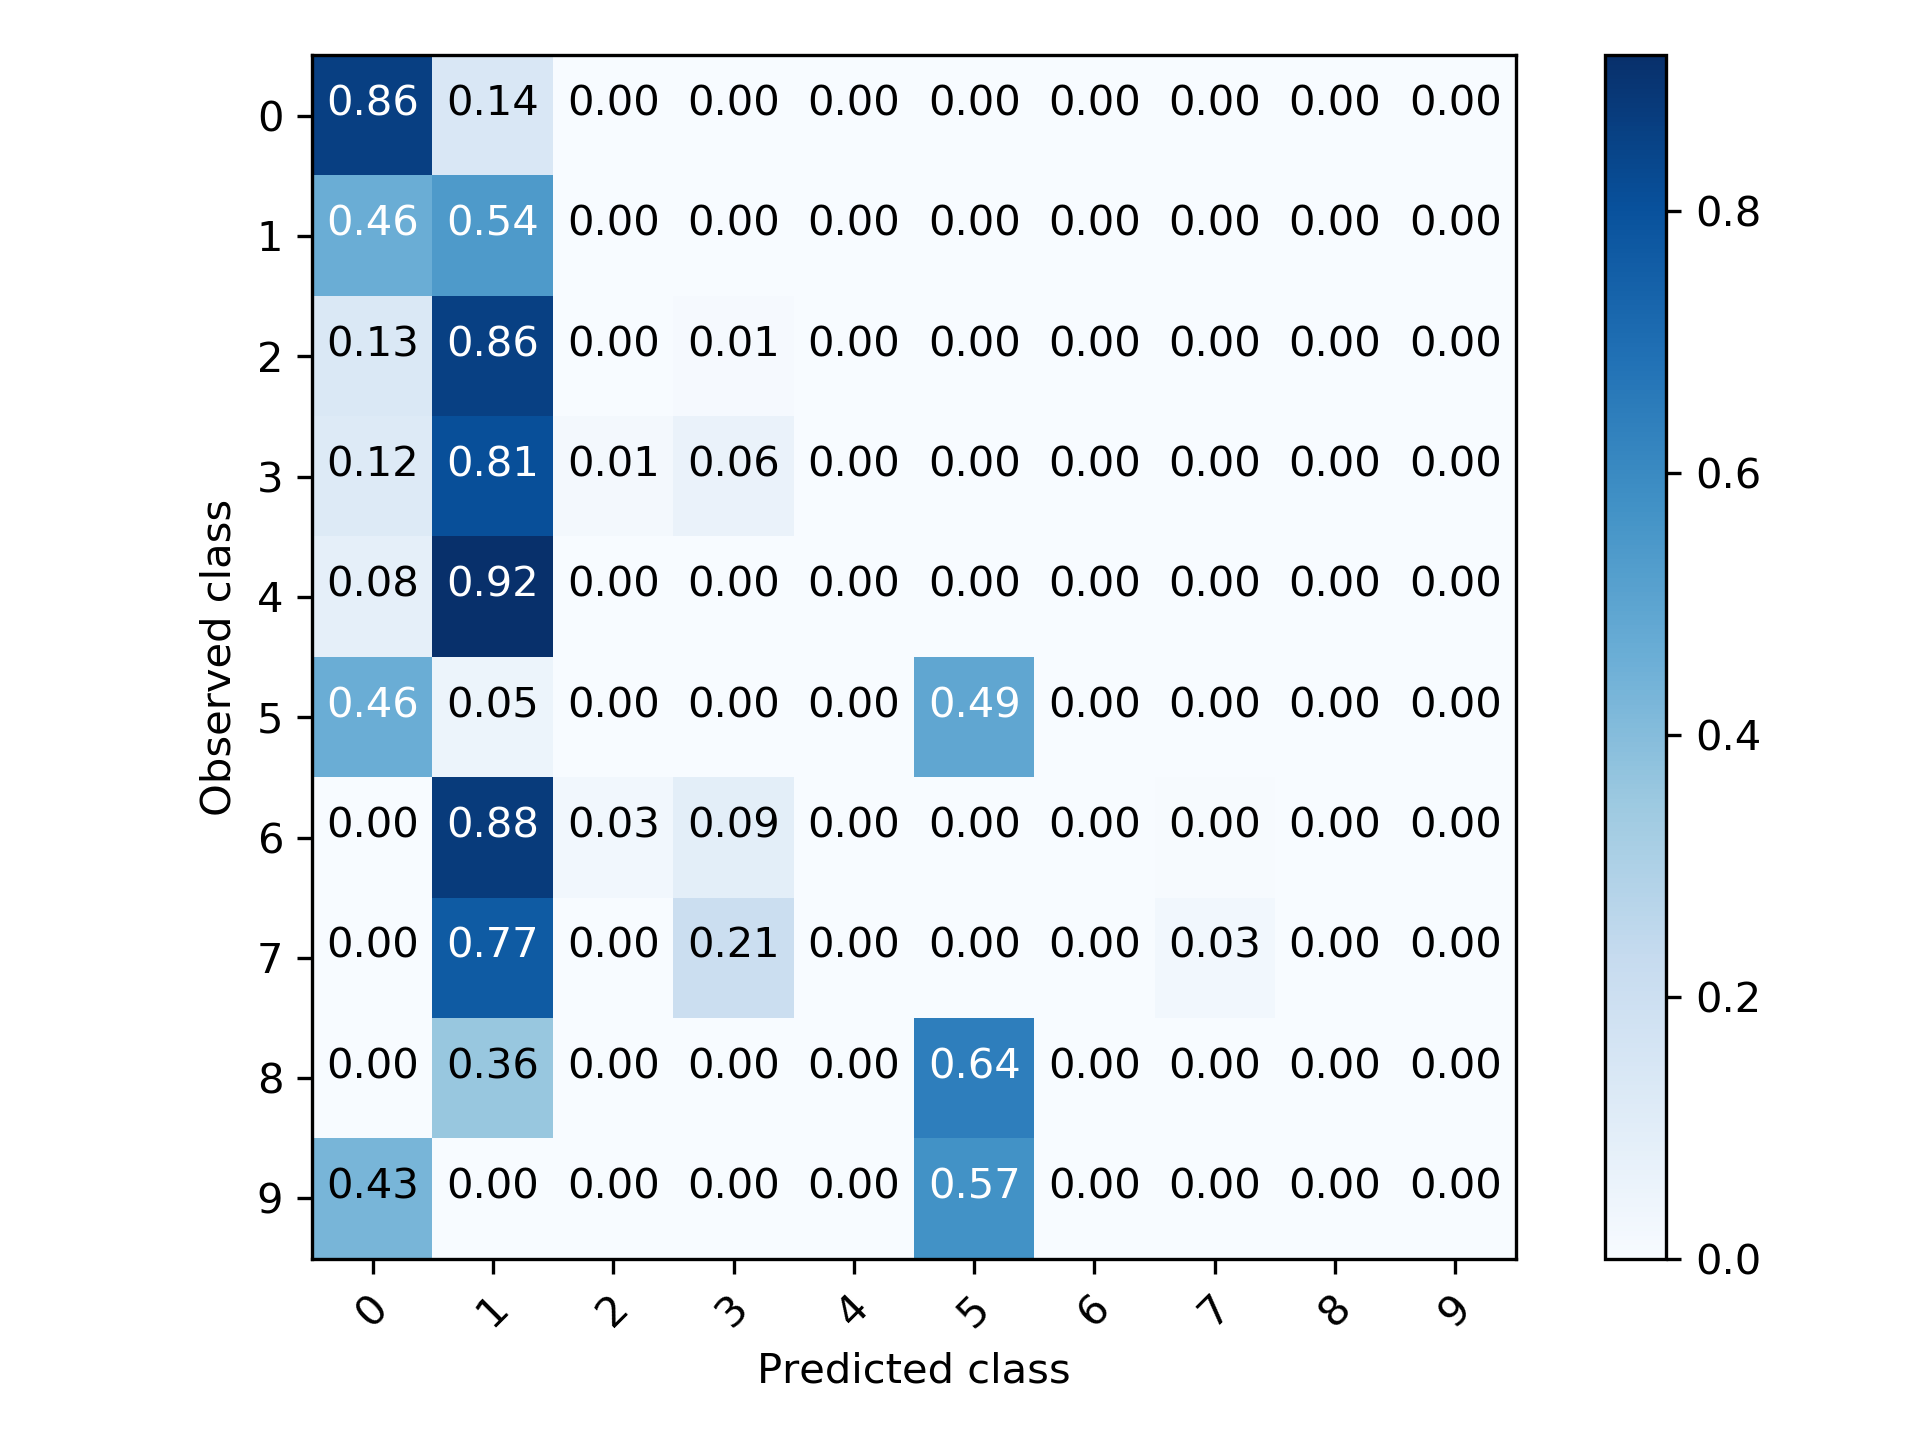 0 0.86 0.14 0.00 0.00 0.00 0.00 0.00 0.00 0.00 0.00
1 0.46 0.54 0.00 0.00 0.00 0.00 0.00 0.00 0.00 0.00
2 0.13 0.86 0.00 0.01 0.00 0.00 0.00 0.00 0.00 0.00
3 0.12 0.81 0.01 0.06 0.00 0.00 0.00 0.00 0.00 0.00
4 0.08 0.92 0.00 0.00 0.00 0.00 0.00 0.00 0.00 0.00
5 0.46 0.05 0.00 0.00 0.00 0.49 0.00 0.00 0.00 0.00
6 0.00 0.88 0.03 0.09 0.00 0.00 0.00 0.00 0.00 0.00
7 0.00 0.77 0.00 0.21 0.00 0.00 0.00 0.03 0.00 0.00
8 0.00 0.36 0.00 0.00 0.00 0.64 0.00 0.00 0.00 0.00
9 0.43 0.00 0.00 0.00 0.00 0.57 0.00 0.00 0.00 0.00
0 1 2 3 4 5 6 7 8 9
Predicted class
Observed class
0.8
0.6
0.4
0.2
0.0